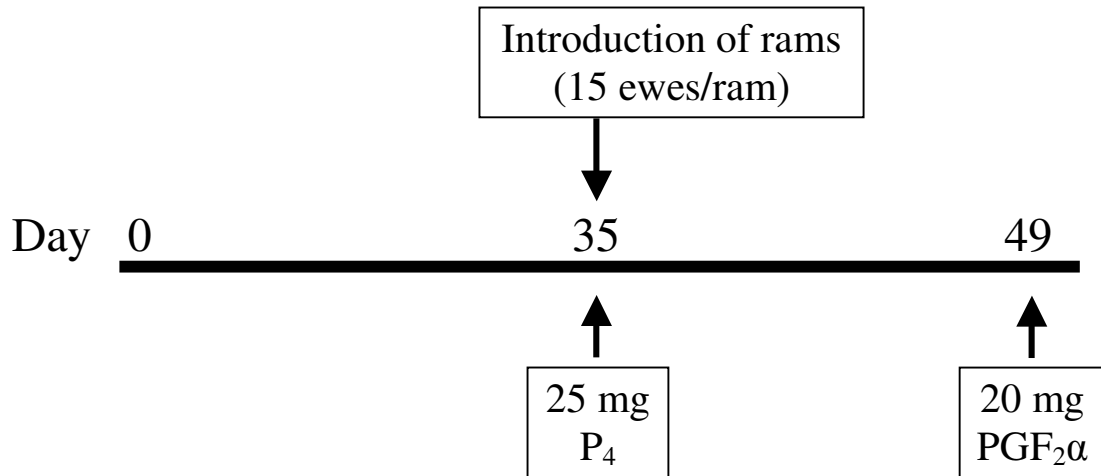 Introduction of rams
(15 ewes/ram)
Day 0 35 49
25 mg
P₄
20 mg
PGF₂α